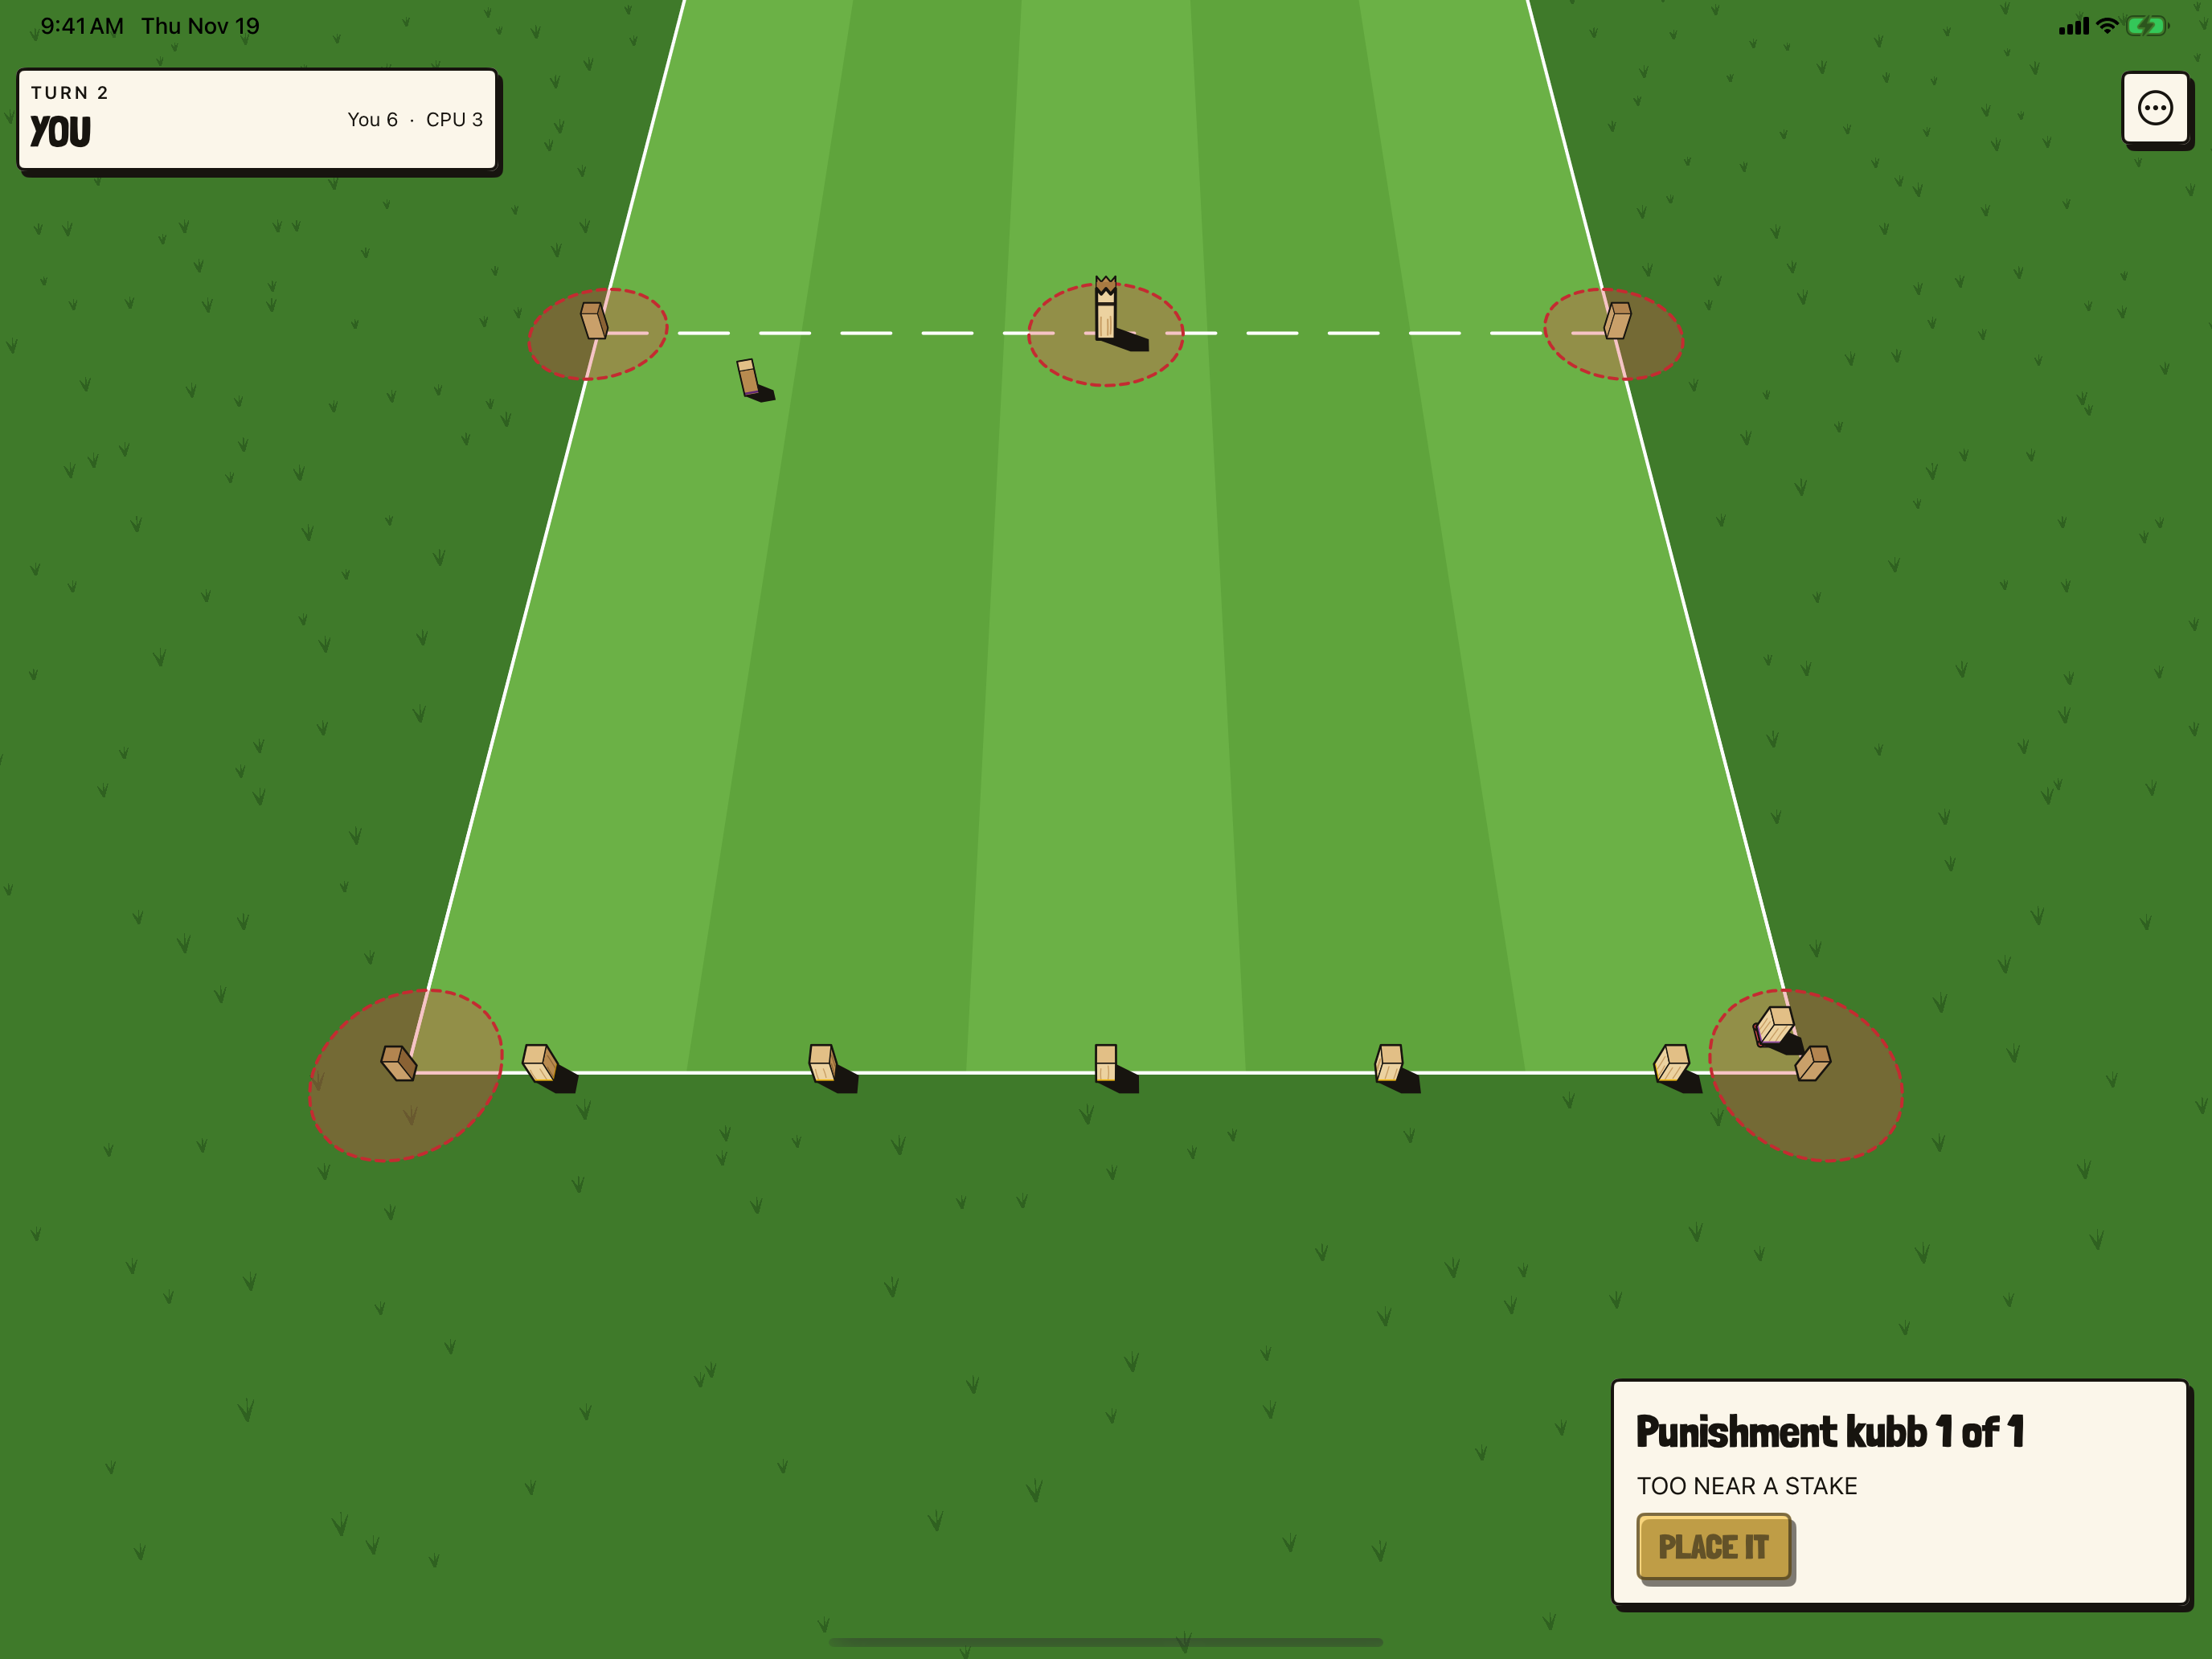 9:41 AM Thu Nov 19
TURN 2
YOU
You 6 · CPU 3
Punishment kubb 1 of 1
TOO NEAR A STAKE
PLACE IT